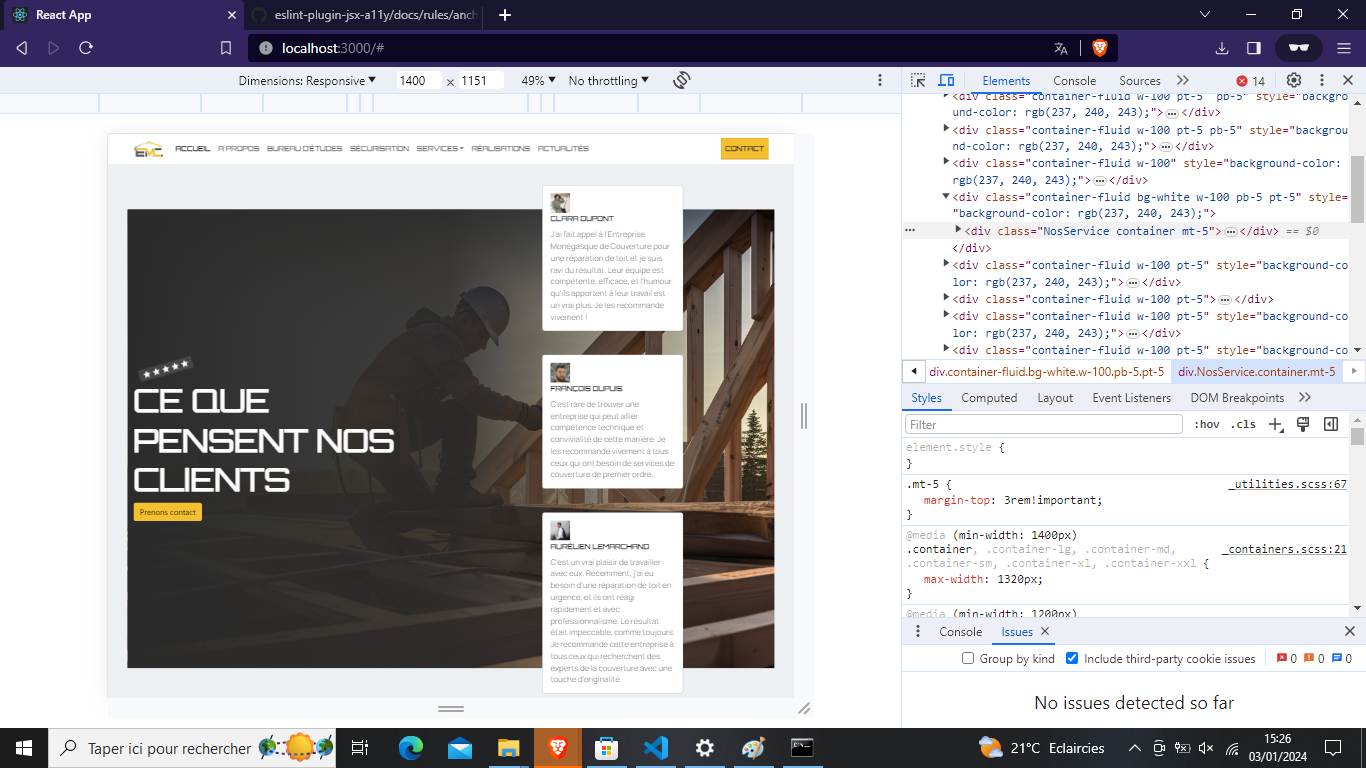 React App
eslint-plugin-jsx-a11y/docs/rules/anch
localhost:3000/#
Dimensions: Responsive
1400 × 1151
49%
No throttling
EMC
ACCUEIL
A PROPOS
BUREAU D'ÉTUDES
SÉCURISATION
SERVICES
RÉALISATIONS
ACTUALITÉS
CONTACT
CE QUE
PENSENT NOS
CLIENTS
Prenons contact
CLARA DUPONT
J'ai fait appel à l'Entreprise
Monégasque de Couverture pour
une réparation de toit et je suis
ravi du résultat. Leur équipe est
compétente, efficace, et l'humour
qu'ils apportent à leur travail est
un vrai plus. Je les recommande
vivement !
FRANÇOIS DUPUIS
C'est rare de trouver une
entreprise qui peut allier
compétence technique et
convivialité de cette manière. Je
les recommande vivement à tous
ceux qui ont besoin de services de
couverture de premier ordre..
AURÉLIEN LEMARCHAND
C'est un vrai plaisir de travailler
avec eux. Récemment, j'ai eu
besoin d'une réparation de toit en
urgence, et ils ont réagi
rapidement et avec
professionnalisme. Le résultat
était impeccable, comme toujours.
Je recommande cette entreprise à
tous ceux qui recherchent des
experts de la couverture avec une
touche d'originalité.
Elements
Console
Sources
14
<div class="container-fluid w-100 pt-5  pb-5" style="backgro
und-color: rgb(237, 240, 243);">…</div>
<div class="container-fluid w-100 pt-5 pb-5" style="backgrou
nd-color: rgb(237, 240, 243);">…</div>
<div class="container-fluid w-100" style="background-color:
rgb(237, 240, 243);">…</div>
<div class="container-fluid bg-white w-100 pb-5 pt-5" style=
"background-color: rgb(237, 240, 243);">
<div class="NosService container mt-5">…</div> == $0
</div>
<div class="container-fluid w-100 pt-5" style="background-co
lor: rgb(237, 240, 243);">…</div>
<div class="container-fluid w-100 pt-5">…</div>
<div class="container-fluid w-100 pt-5" style="background-co
lor: rgb(237, 240, 243);">…</div>
<div class="container-fluid w-100 pt-5" style="background-co
div.container-fluid.bg-white.w-100.pb-5.pt-5
div.NosService.container.mt-5
Styles
Computed
Layout
Event Listeners
DOM Breakpoints
Filter
:hov
.cls
element.style {
}
.mt-5 {
_utilities.scss:67
margin-top: 3rem!important;
}
@media (min-width: 1400px)
.container, .container-lg, .container-md,
_containers.scss:21
.container-sm, .container-xl, .container-xxl {
max-width: 1320px;
}
@media (min-width: 1200px)
Console
Issues
Group by kind
Include third-party cookie issues
0
0
0
No issues detected so far
Taper ici pour rechercher
21°C Eclaircies
15:26
03/01/2024